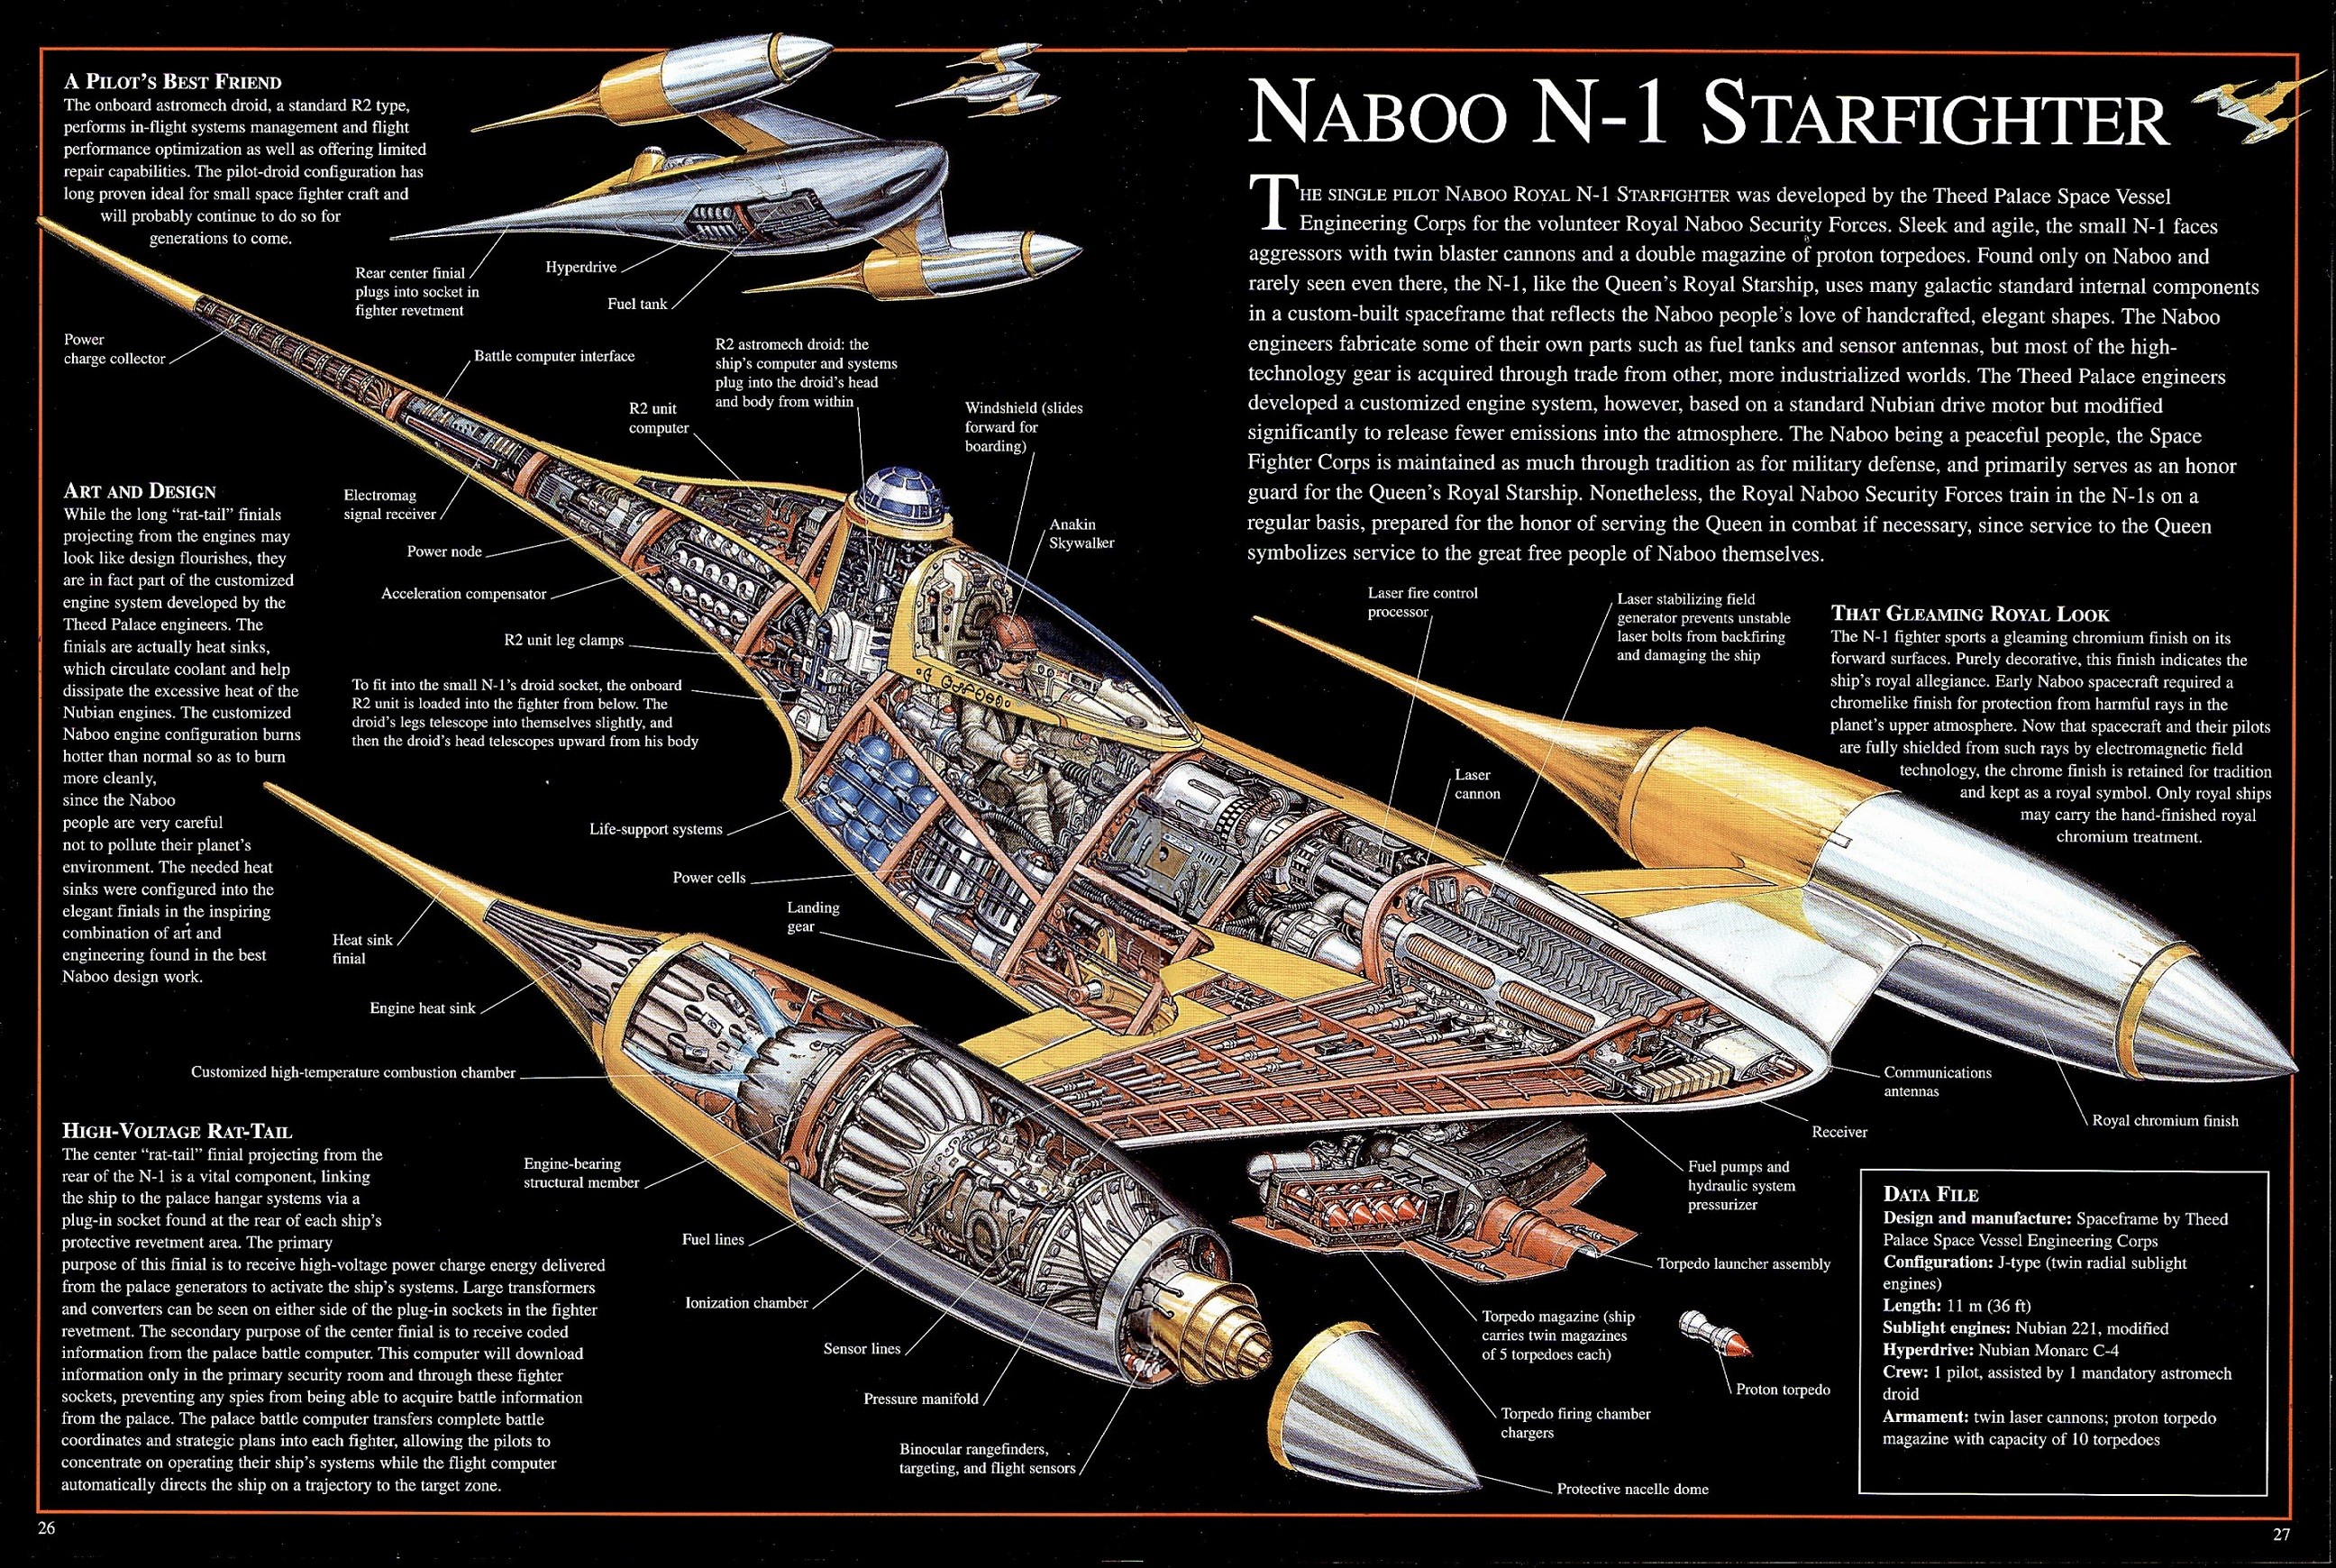 A PILOT'S BEST FRIEND
The onboard astromech droid, a standard R2 type,
performs in-flight systems management and flight
performance optimization as well as offering limited
repair capabilities. The pilot-droid configuration has
long proven ideal for small space fighter craft and
will probably continue to do so for
generations to come.
Rear center finial
plugs into socket in
fighter revetment
Hyperdrive
Fuel tank
Power
charge collector
Battle computer interface
R2 astromech droid: the
ship's computer and systems
plug into the droid's head
and body from within
R2 unit
computer
Windshield (slides
forward for
boarding)
Anakin
Skywalker
ART AND DESIGN
While the long “rat-tail” finials
projecting from the engines may
look like design flourishes, they
are in fact part of the customized
engine system developed by the
Theed Palace engineers. The
finials are actually heat sinks,
which circulate coolant and help
dissipate the excessive heat of the
Nubian engines. The customized
Naboo engine configuration burns
hotter than normal so as to burn
more cleanly,
since the Naboo
people are very careful
not to pollute their planet's
environment. The needed heat
sinks were configured into the
elegant finials in the inspiring
combination of art and
engineering found in the best
Naboo design work.
Electromag
signal receiver
Power node
Acceleration compensator
R2 unit leg clamps
To fit into the small N-1's droid socket, the onboard
R2 unit is loaded into the fighter from below. The
droid's legs telescope into themselves slightly, and
then the droid's head telescopes upward from his body
Life-support systems
Power cells
Landing
gear
Heat sink
finial
Engine heat sink
Customized high-temperature combustion chamber
HIGH-VOLTAGE RAT-TAIL
The center “rat-tail” finial projecting from the
rear of the N-1 is a vital component, linking
the ship to the palace hangar systems via a
plug-in socket found at the rear of each ship's
protective revetment area. The primary
purpose of this finial is to receive high-voltage power charge energy delivered
from the palace generators to activate the ship's systems. Large transformers
and converters can be seen on either side of the plug-in sockets in the fighter
revetment. The secondary purpose of the center finial is to receive coded
information from the palace battle computer. This computer will download
information only in the primary security room and through these fighter
sockets, preventing any spies from being able to acquire battle information
from the palace. The palace battle computer transfers complete battle
coordinates and strategic plans into each fighter, allowing the pilots to
concentrate on operating their ship's systems while the flight computer
automatically directs the ship on a trajectory to the target zone.
Engine-bearing
structural member
Fuel lines
Ionization chamber
Sensor lines
Pressure manifold
Binocular rangefinders,
targeting, and flight sensors
26
NABOO N-1 STARFIGHTER
THE SINGLE PILOT NABOO ROYAL N-1 STARFIGHTER was developed by the Theed Palace Space Vessel
Engineering Corps for the volunteer Royal Naboo Security Forces. Sleek and agile, the small N-1 faces
aggressors with twin blaster cannons and a double magazine of proton torpedoes. Found only on Naboo and
rarely seen even there, the N-1, like the Queen's Royal Starship, uses many galactic standard internal components
in a custom-built spaceframe that reflects the Naboo people's love of handcrafted, elegant shapes. The Naboo
engineers fabricate some of their own parts such as fuel tanks and sensor antennas, but most of the high-
technology gear is acquired through trade from other, more industrialized worlds. The Theed Palace engineers
developed a customized engine system, however, based on a standard Nubian drive motor but modified
significantly to release fewer emissions into the atmosphere. The Naboo being a peaceful people, the Space
Fighter Corps is maintained as much through tradition as for military defense, and primarily serves as an honor
guard for the Queen's Royal Starship. Nonetheless, the Royal Naboo Security Forces train in the N-1s on a
regular basis, prepared for the honor of serving the Queen in combat if necessary, since service to the Queen
symbolizes service to the great free people of Naboo themselves.
Laser fire control
processor
Laser stabilizing field
generator prevents unstable
laser bolts from backfiring
and damaging the ship
Laser
cannon
THAT GLEAMING ROYAL LOOK
The N-1 fighter sports a gleaming chromium finish on its
forward surfaces. Purely decorative, this finish indicates the
ship's royal allegiance. Early Naboo spacecraft required a
chromelike finish for protection from harmful rays in the
planet's upper atmosphere. Now that spacecraft and their pilots
are fully shielded from such rays by electromagnetic field
technology, the chrome finish is retained for tradition
and kept as a royal symbol. Only royal ships
may carry the hand-finished royal
chromium treatment.
Communications
antennas
Royal chromium finish
Receiver
Fuel pumps and
hydraulic system
pressurizer
Torpedo launcher assembly
Torpedo magazine (ship
carries twin magazines
of 5 torpedoes each)
Proton torpedo
Torpedo firing chamber
chargers
Protective nacelle dome
DATA FILE
Design and manufacture: Spaceframe by Theed
Palace Space Vessel Engineering Corps
Configuration: J-type (twin radial sublight
engines)
Length: 11 m (36 ft)
Sublight engines: Nubian 221, modified
Hyperdrive: Nubian Monarc C-4
Crew: 1 pilot, assisted by 1 mandatory astromech
droid
Armament: twin laser cannons; proton torpedo
magazine with capacity of 10 torpedoes
27